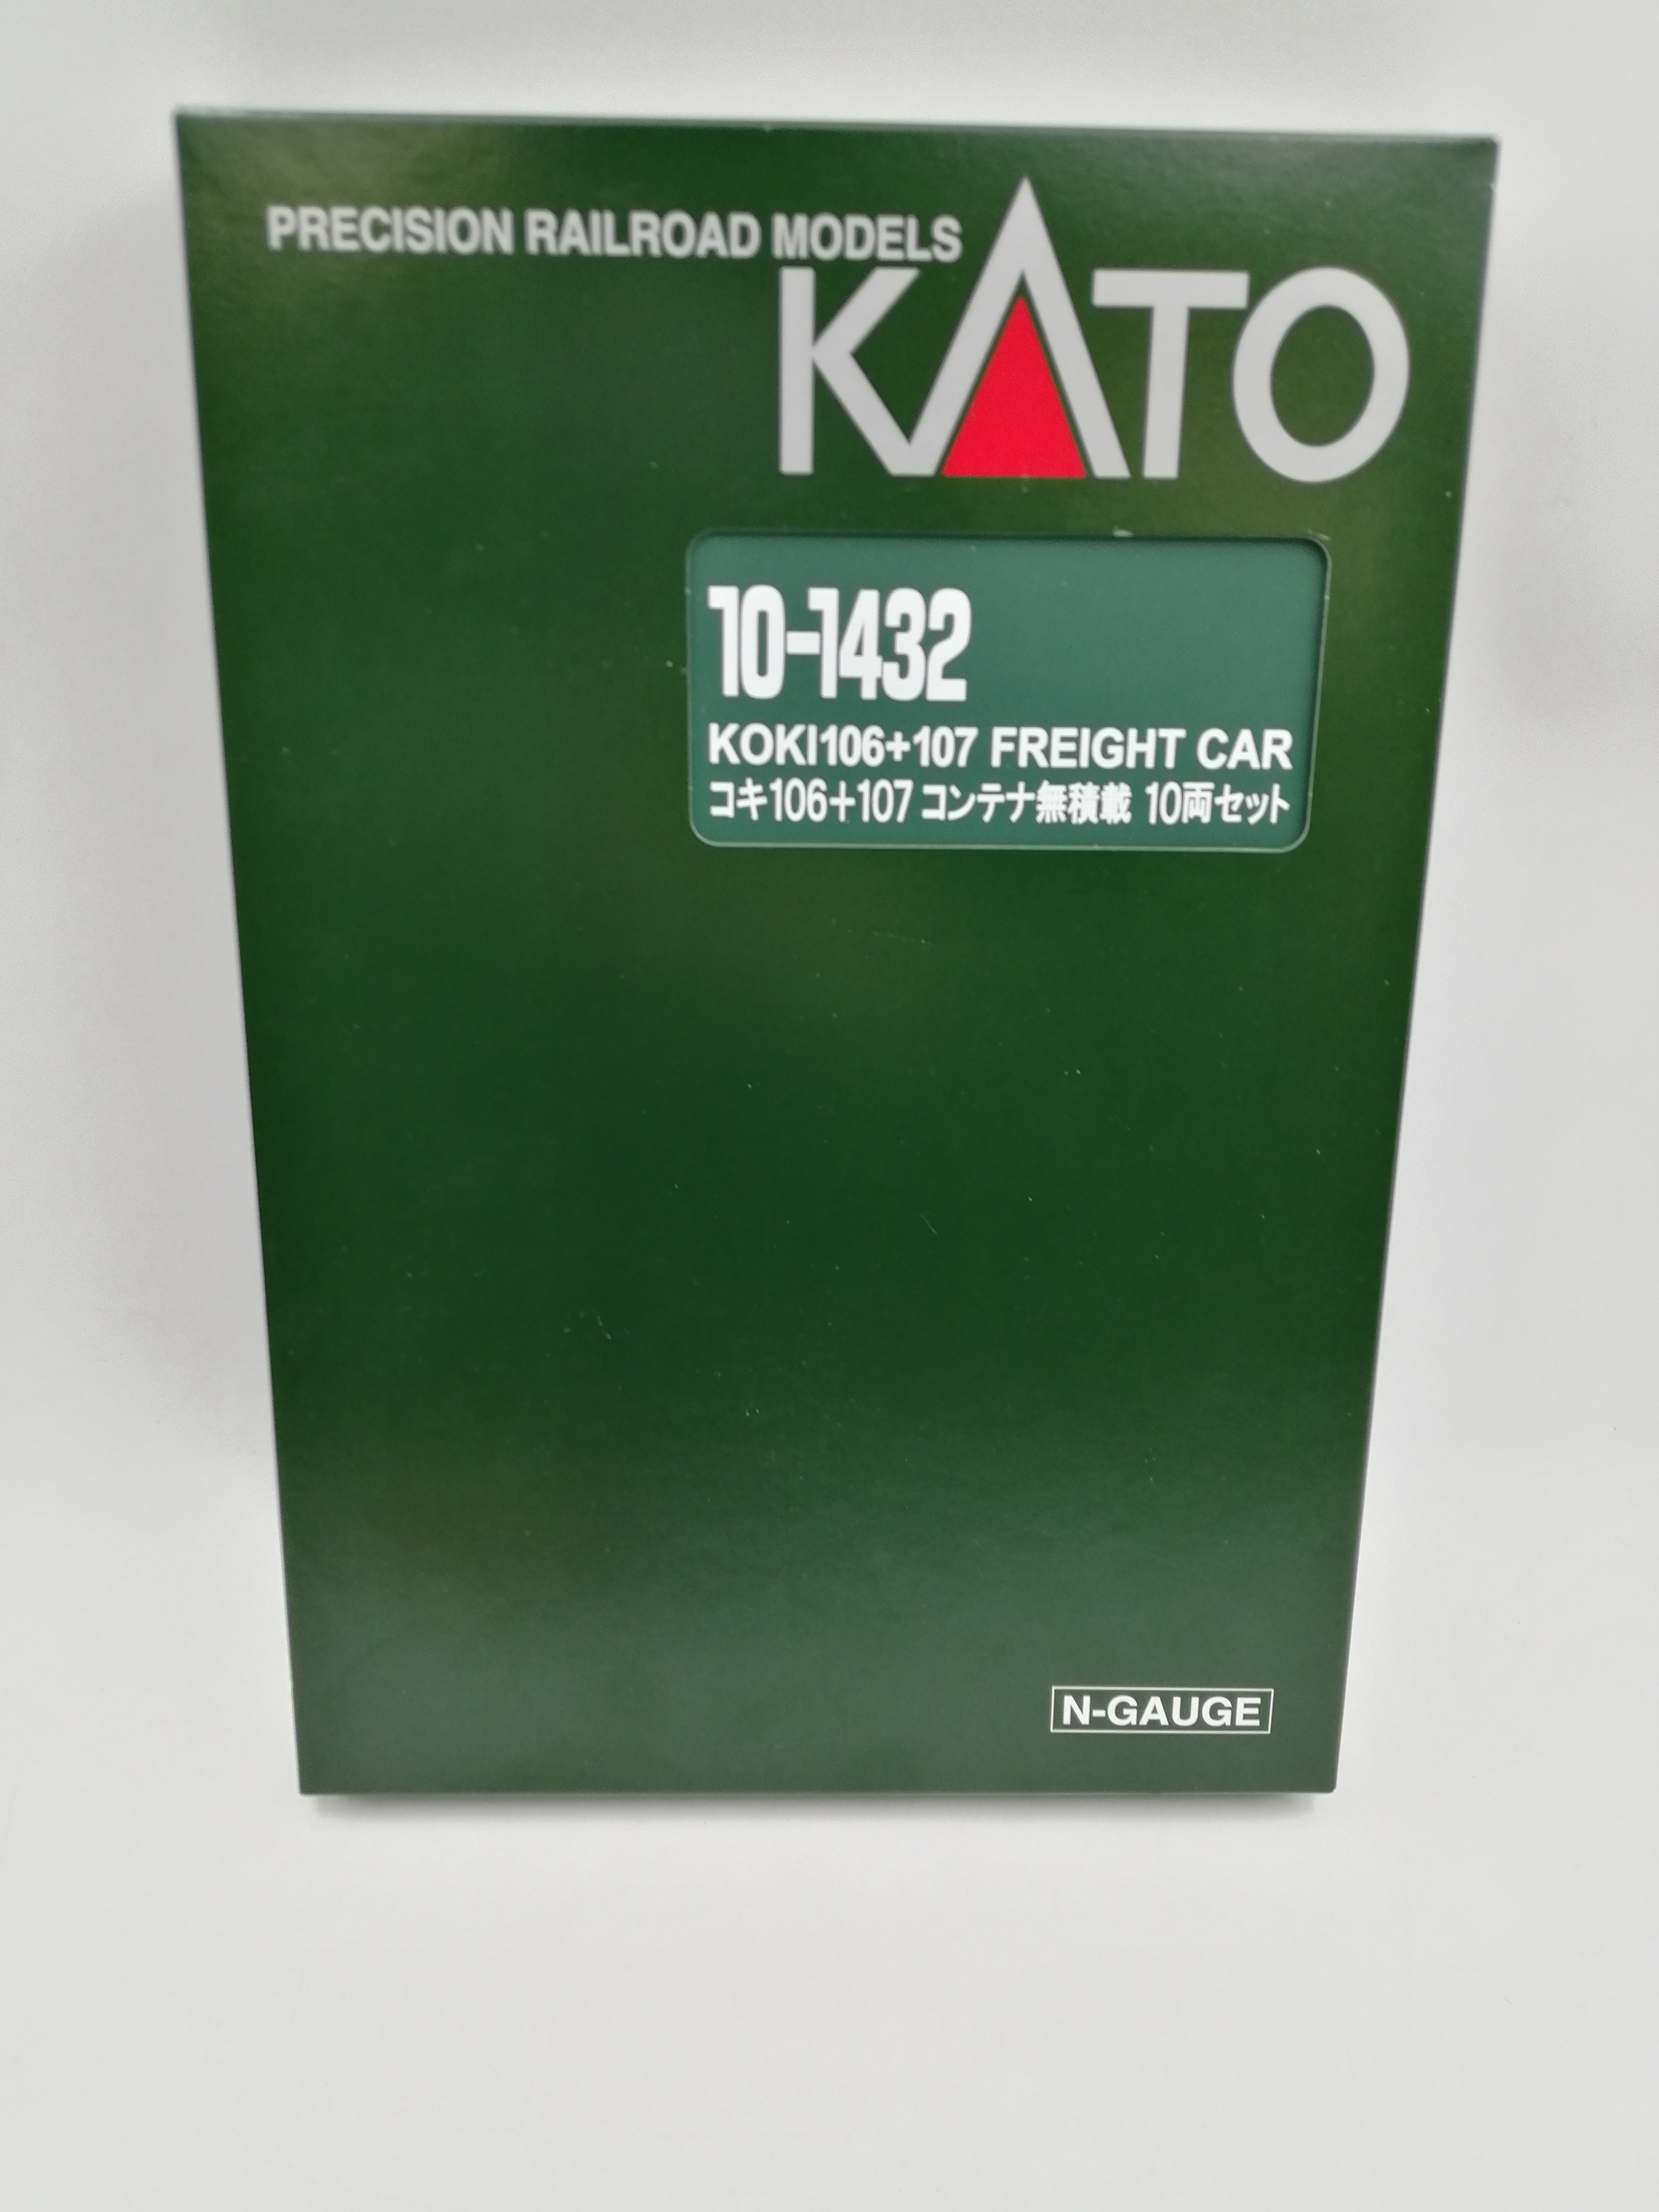 PRECISION RAILROAD MODELS
KATO
10-1432
KOKI106+107 FREIGHT CAR
コキ106+107 コンテナ無積載 10両セット
N-GAUGE